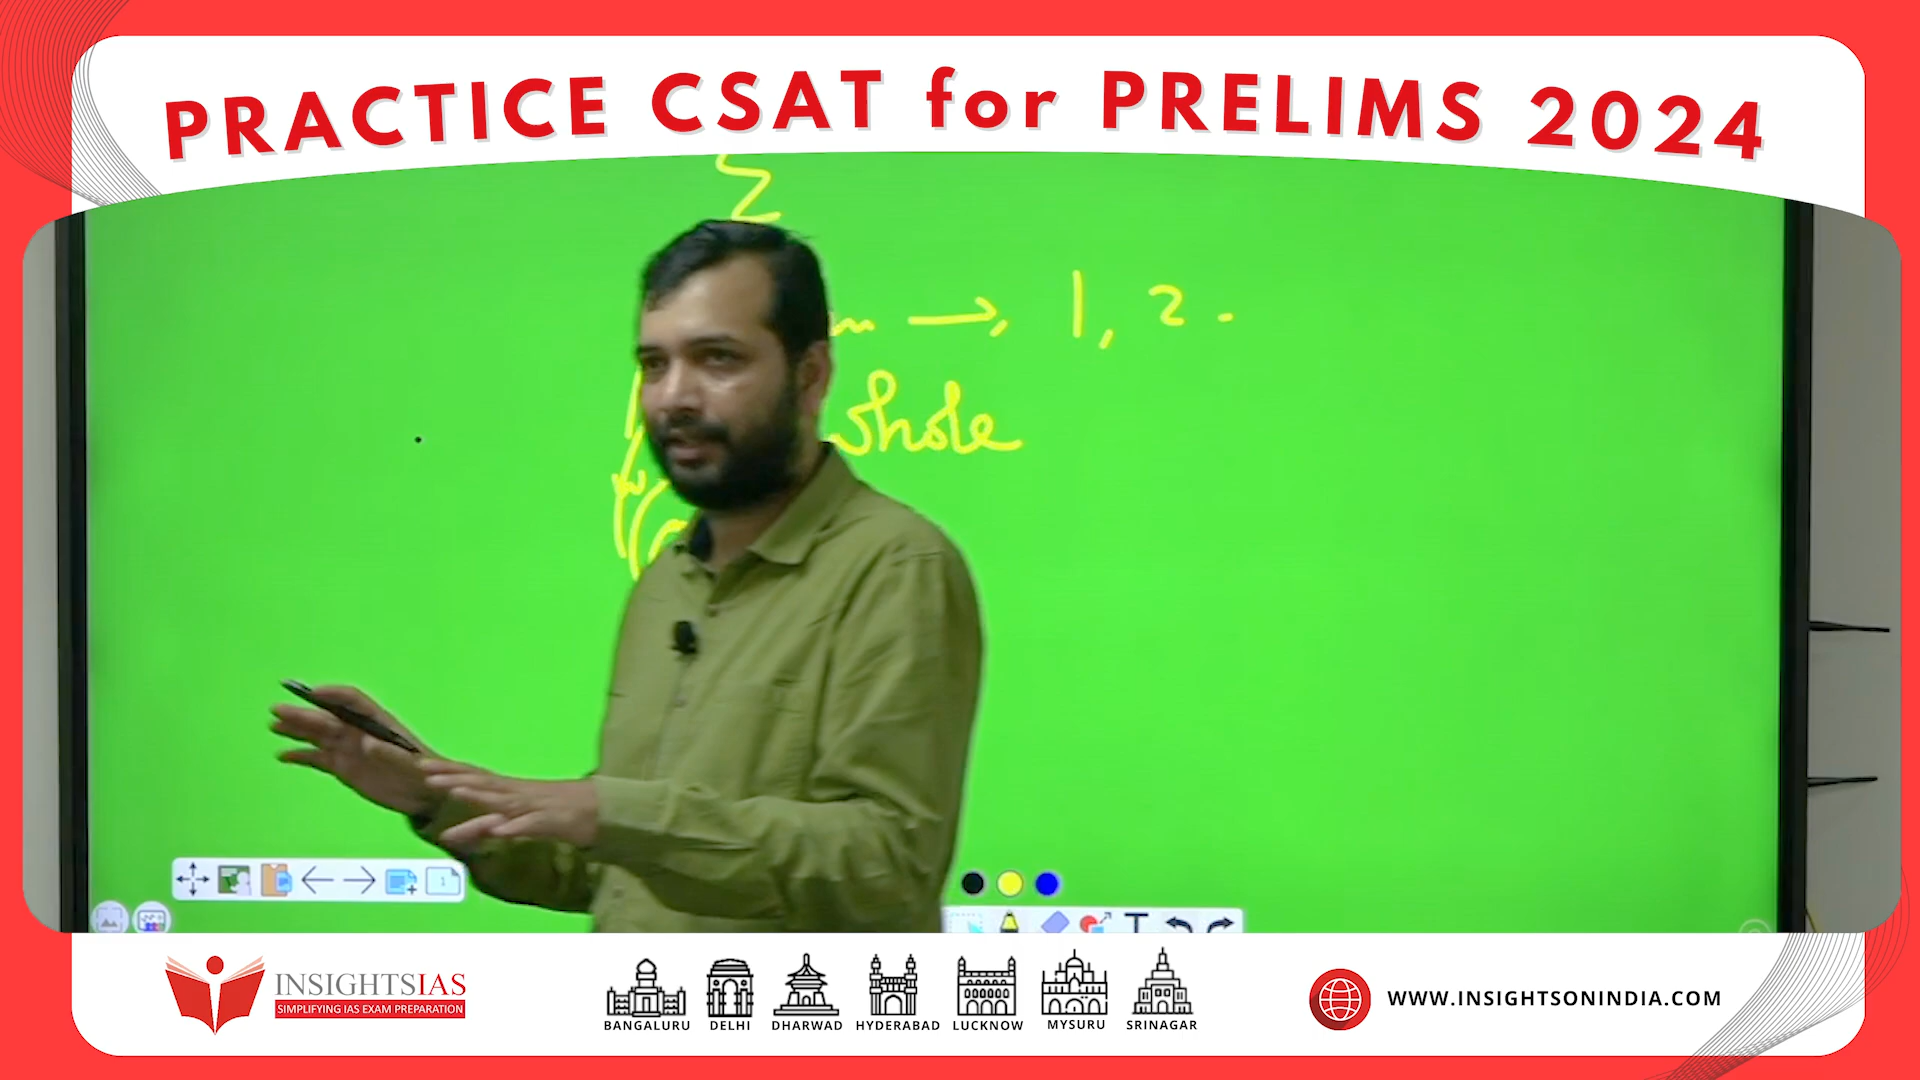 PRACTICE CSAT for PRELIMS 2024
1, 2.
whole
1
T
INSIGHTSIAS
SIMPLIFYING IAS EXAM PREPARATION
BANGALURU DELHI DHARWAD HYDERABAD LUCKNOW MYSURU SRINAGAR
WWW.INSIGHTSONINDIA.COM